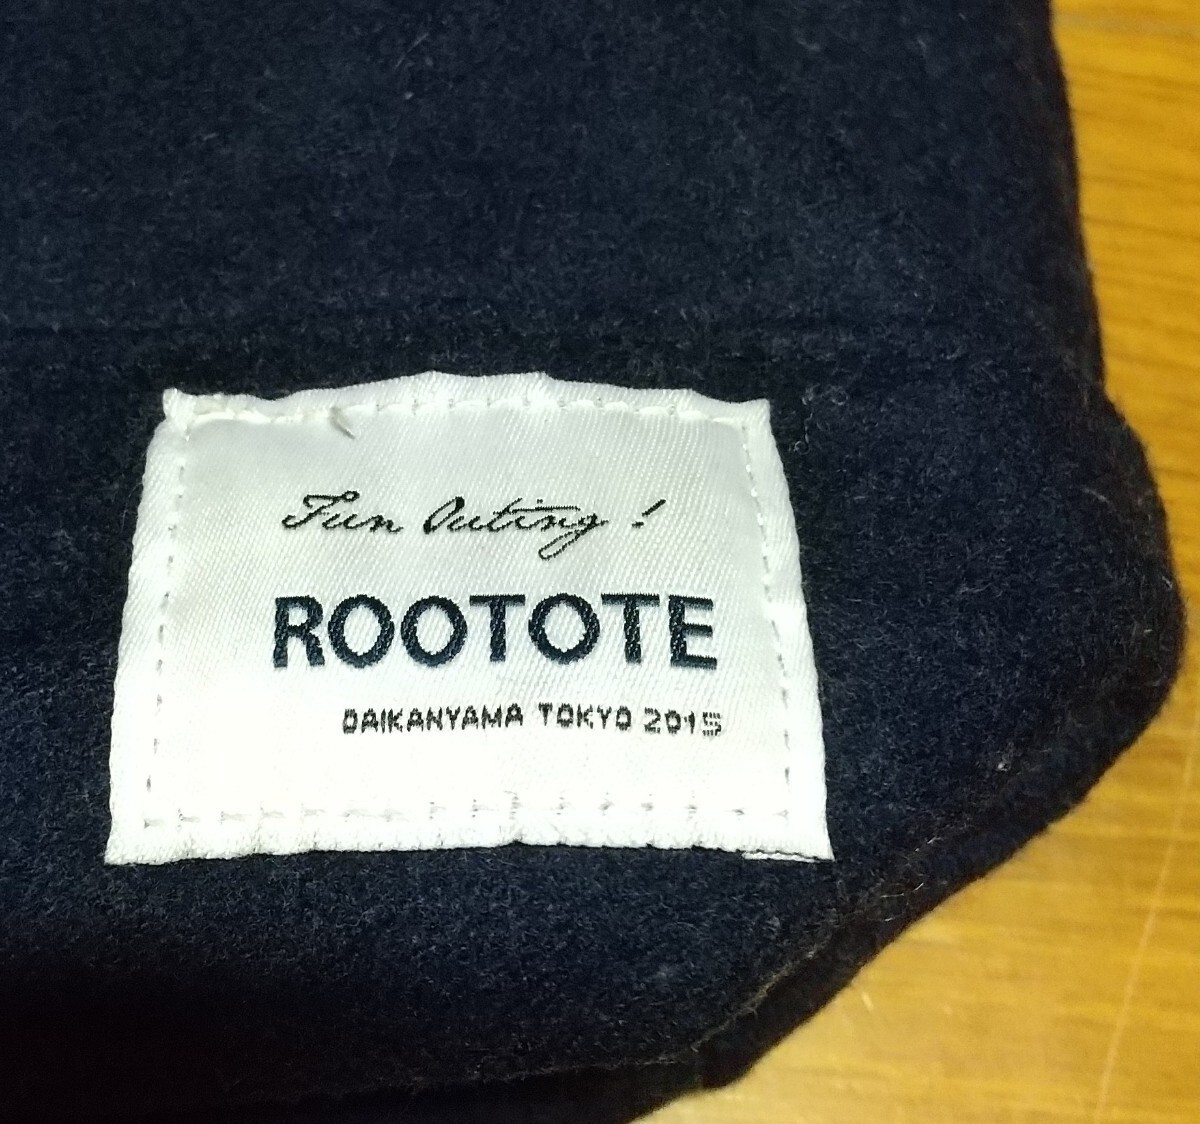 Fun Outing !
ROOTOTE
DAIKANYAMA TOKYO 2015